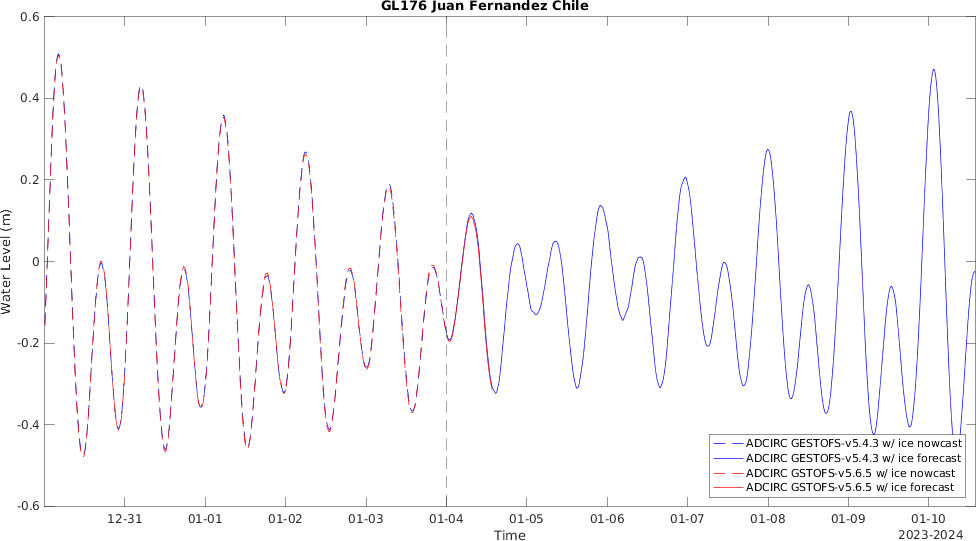 GL176 Juan Fernandez Chile
0.6
0.4
0.2
0
-0.2
-0.4
-0.6
Water Level (m)
12-31
01-01
01-02
01-03
01-04
01-05
01-06
01-07
01-08
01-09
01-10
Time
2023-2024
ADCIRC GESTOFS-v5.4.3 w/ ice nowcast
ADCIRC GESTOFS-v5.4.3 w/ ice forecast
ADCIRC GSTOFS-v5.6.5 w/ ice nowcast
ADCIRC GSTOFS-v5.6.5 w/ ice forecast